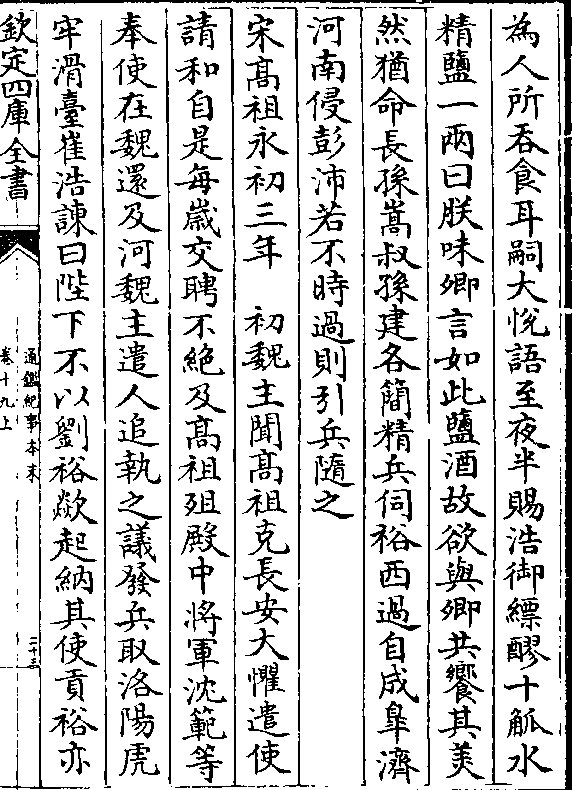 為人所吞食耳嗣大悅語至夜半賜浩御縹醪十觚水
精鹽一兩曰朕味卿言如此鹽酒故欲與卿共饗其美
然猶命長孫嵩叔孫建各簡精兵伺裕西過自成臯濟
河南侵彭沛若不時過則引兵隨之
宋髙祖永初三年　初魏主聞髙祖克長安大懼遣使
請和自是每嵗交聘不絕及髙祖殂殿中將軍沈範等
奉使在魏還及河魏主遣人追執之議發兵取洛陽虎
牢滑臺崔浩諫曰陛下不以劉裕歘起納其使貢裕亦
欽定四庫全書
通鑑紀事本末
卷十九上
二十三